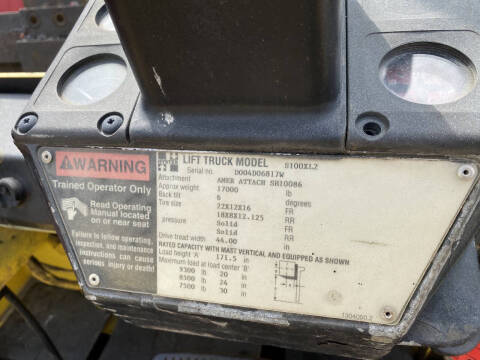 WARNING
Trained Operator Only
Read Operating
Manual located
on or near seat
Failure to follow operating,
inspection, and maintenance
instructions can cause
serious injury or death!
LIFT TRUCK MODEL S100XL2
Serial no. D004D06817W
Attachment AMER ATTACH SR10086
Approx weight 17000 lb
Back tilt 6 degrees
Tire size 22X12X16 FR
18X8X12.125 RR
pressure Solid FR
Solid RR
Drive tread width 44.00 in
RATED CAPACITY WITH MAST VERTICAL AND EQUIPPED AS SHOWN
Load height 'A' 171.5 in
Maximum load at load center 'B'
9300 lb 20 in
8500 lb 24 in
7500 lb 30 in